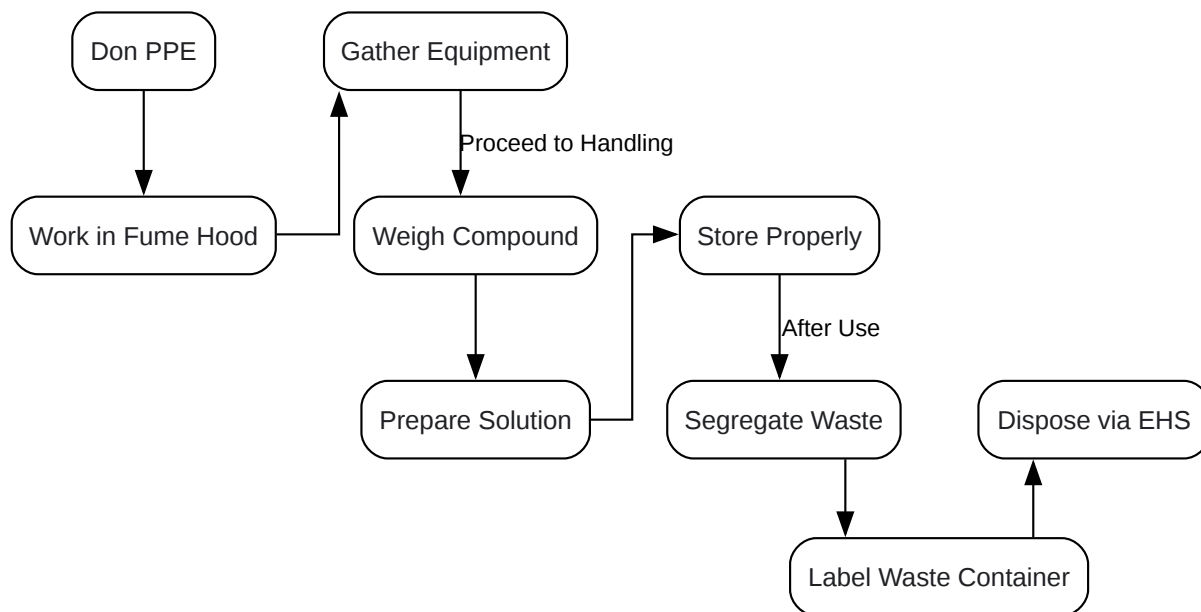 Don PPE
Gather Equipment
Proceed to Handling
Work in Fume Hood
Weigh Compound
Store Properly
After Use
Prepare Solution
Segregate Waste
Dispose via EHS
Label Waste Container